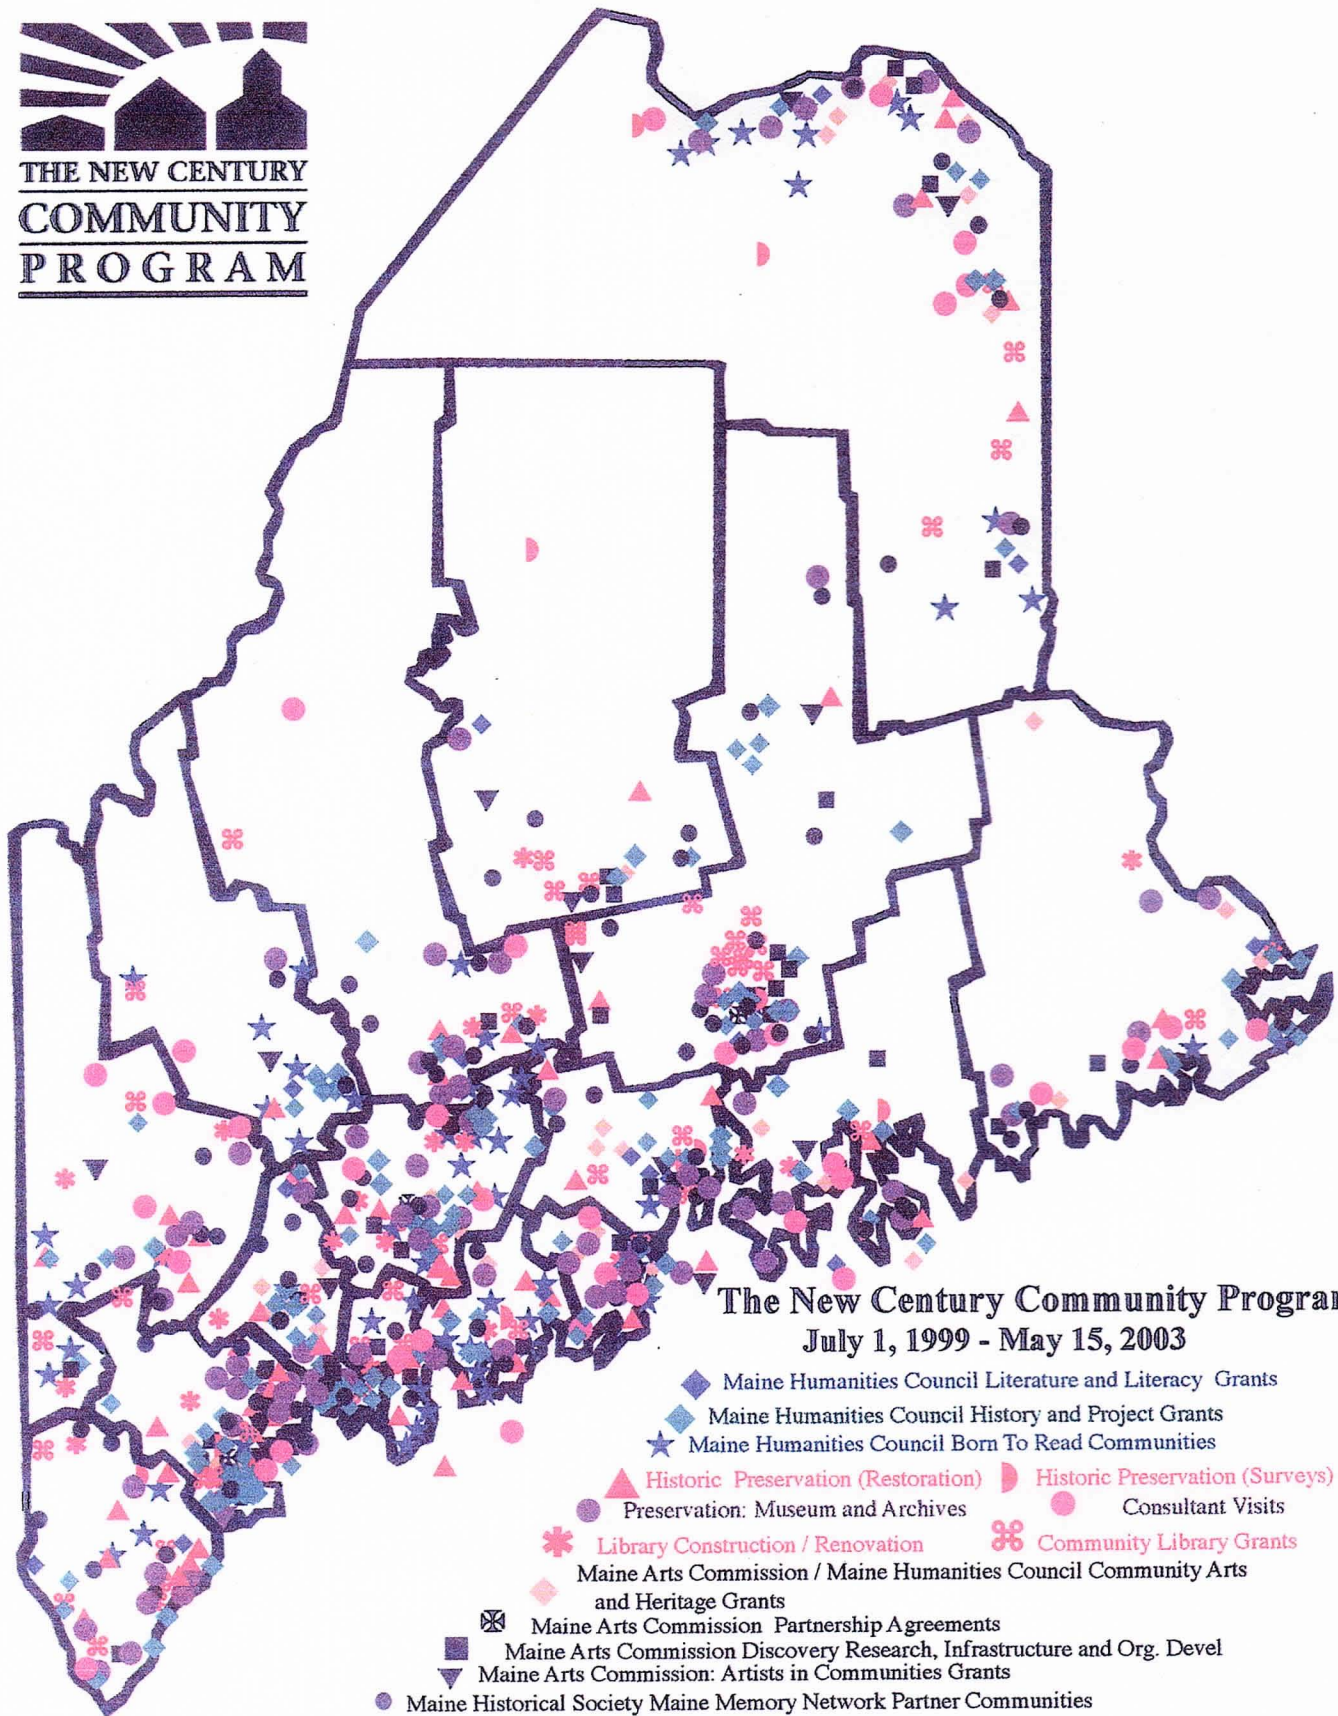 THE NEW CENTURY
COMMUNITY
PROGRAM
The New Century Community Progra
July 1, 1999 - May 15, 2003
Maine Humanities Council Literature and Literacy Grants
Maine Humanities Council History and Project Grants
Maine Humanities Council Born To Read Communities
Historic Preservation (Restoration) Historic Preservation (Surveys)
Preservation: Museum and Archives Consultant Visits
Library Construction / Renovation Community Library Grants
Maine Arts Commission / Maine Humanities Council Community Arts
and Heritage Grants
Maine Arts Commission Partnership Agreements
Maine Arts Commission Discovery Research, Infrastructure and Org. Devel
Maine Arts Commission: Artists in Communities Grants
Maine Historical Society Maine Memory Network Partner Communities